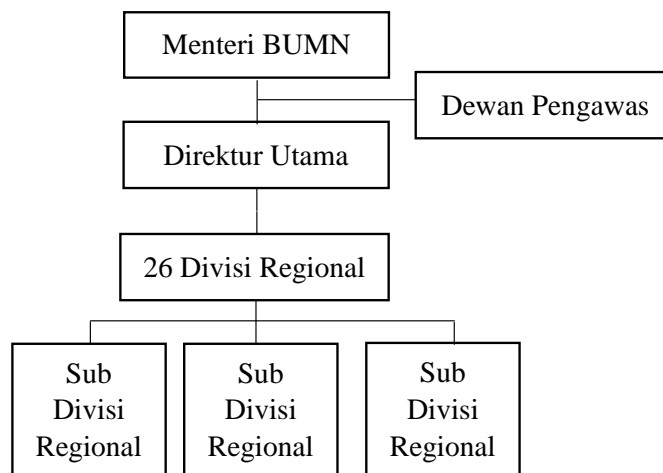 Menteri BUMN
Dewan Pengawas
Direktur Utama
26 Divisi Regional
Sub
Divisi
Regional
Sub
Divisi
Regional
Sub
Divisi
Regional